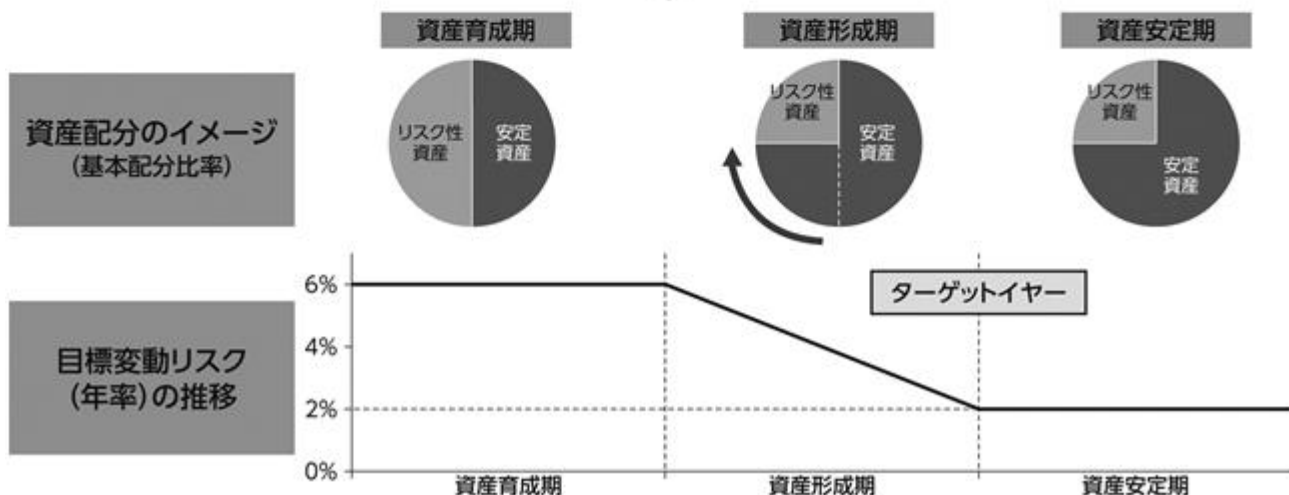 資産育成期
資産形成期
資産安定期
資産配分のイメージ
(基本配分比率)
リスク性
資産
安定
資産
リスク性
資産
安定
資産
リスク性
資産
安定
資産
目標変動リスク
(年率)の推移
6%
4%
2%
0%
ターゲットイヤー
資産育成期
資産形成期
資産安定期